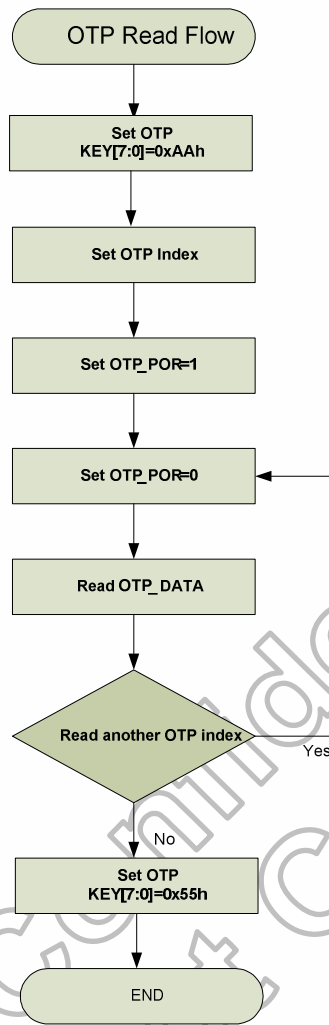 OTP Read Flow
Set OTP
KEY[7:0]=0xAAh
Set OTP Index
Set OTP_POR=1
Set OTP_POR=0
Read OTP_DATA
Read another OTP index
Yes
No
Set OTP
KEY[7:0]=0x55h
END